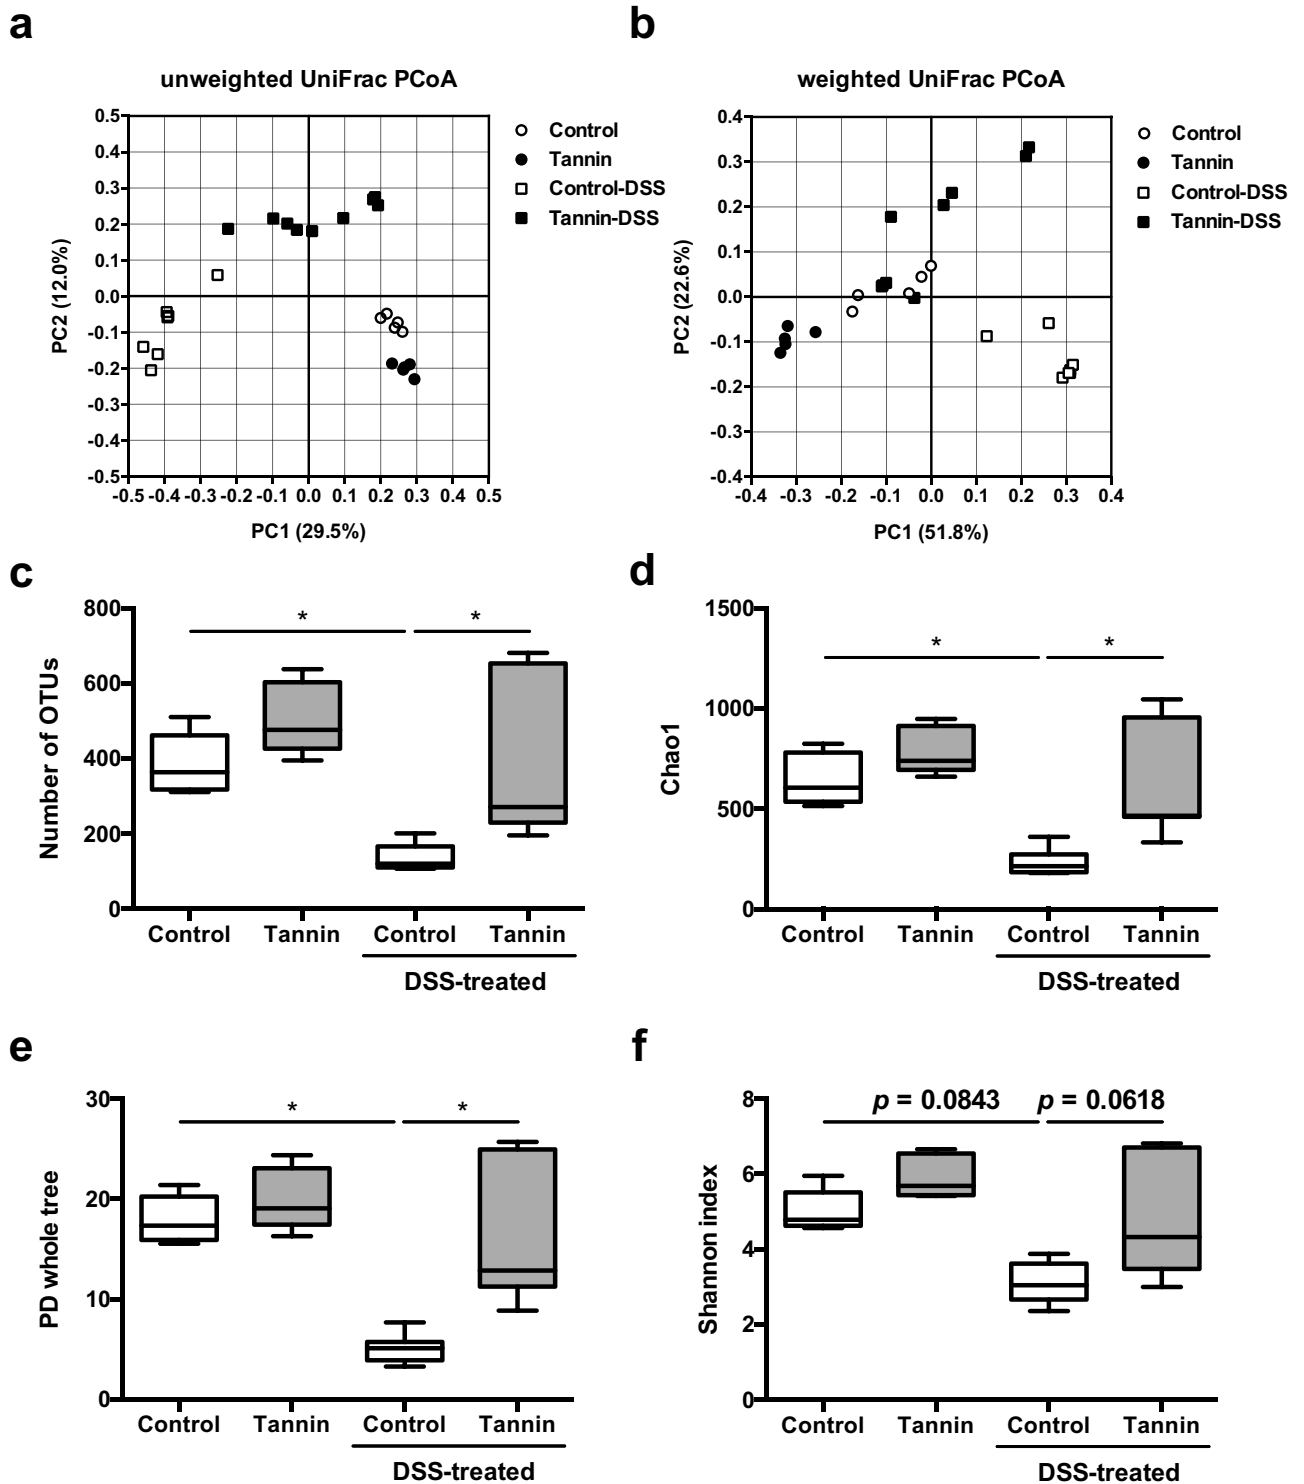 a
unweighted UniFrac PCoA
0.5
0.4
0.3
0.2
0.1
0.0
-0.1
-0.2
-0.3
-0.4
-0.5
PC2 (12.0%)
-0.5 -0.4 -0.3 -0.2 -0.1 0.0 0.1 0.2 0.3 0.4 0.5
PC1 (29.5%)
Control
Tannin
Control-DSS
Tannin-DSS
b
weighted UniFrac PCoA
0.4
0.3
0.2
0.1
0.0
-0.1
-0.2
-0.3
-0.4
PC2 (22.6%)
-0.4 -0.3 -0.2 -0.1 0.0 0.1 0.2 0.3 0.4
PC1 (51.8%)
Control
Tannin
Control-DSS
Tannin-DSS
c
Number of OTUs
800
600
400
200
0
* *
Control Tannin Control Tannin
DSS-treated
d
Chao1
1500
1000
500
0
* *
Control Tannin Control Tannin
DSS-treated
e
PD whole tree
30
20
10
0
* *
Control Tannin Control Tannin
DSS-treated
f
Shannon index
8
6
4
2
0
p = 0.0843 p = 0.0618
Control Tannin Control Tannin
DSS-treated